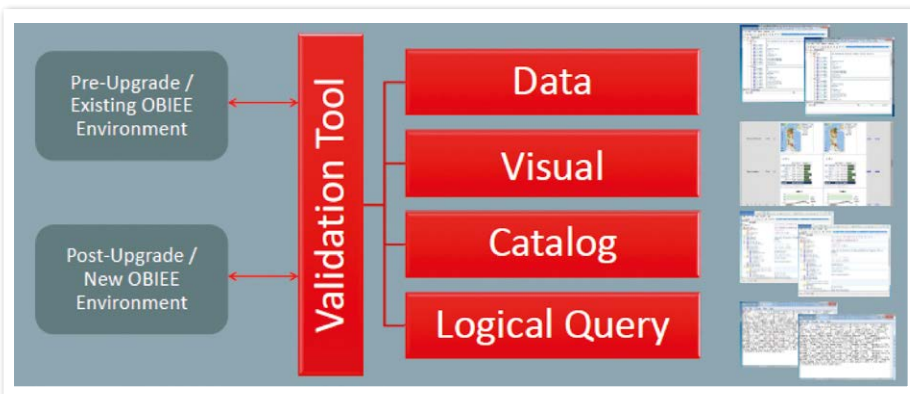 Pre-Upgrade /
Existing OBIEE
Environment
Post-Upgrade /
New OBIEE
Environment
Validation Tool
Data
Visual
Catalog
Logical Query